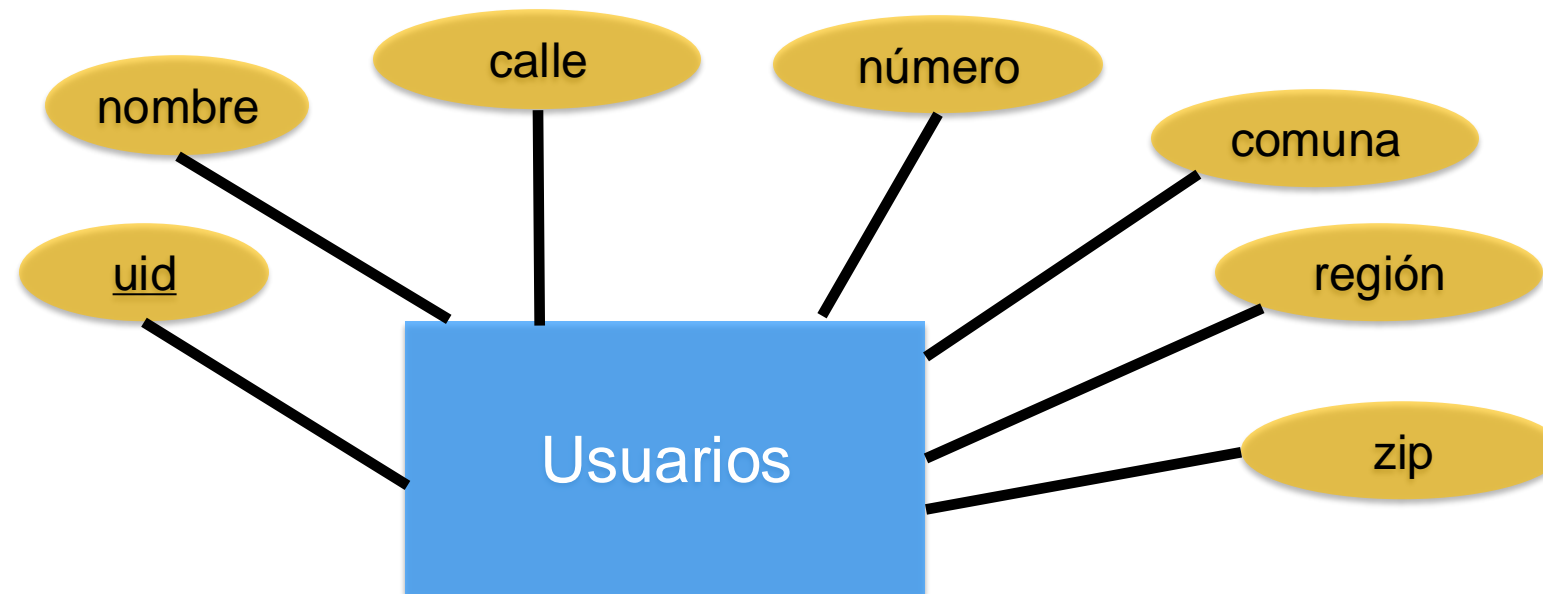 calle
número
nombre
comuna
uid
región
zip
Usuarios